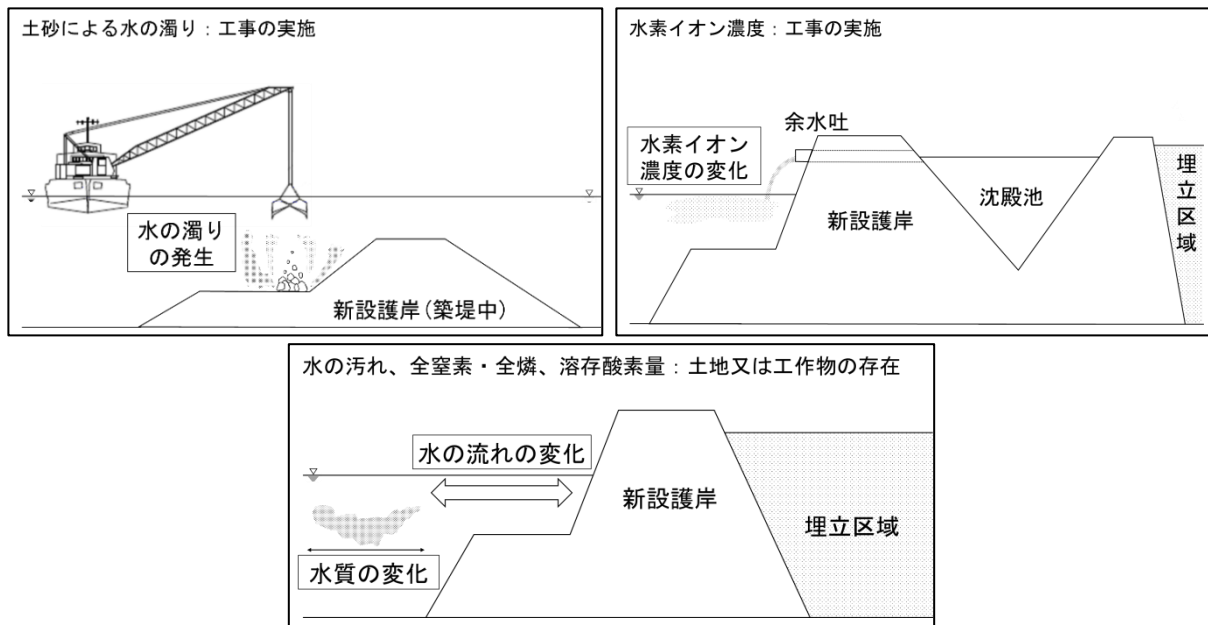 土砂による水の濁り：工事の実施
水の濁り
の発生
新設護岸(築堤中)
水素イオン濃度：工事の実施
余水吐
水素イオン
濃度の変化
沈殿池
新設護岸
埋立区域
水の汚れ、全窒素・全燐、溶存酸素量：土地又は工作物の存在
水の流れの変化
新設護岸
埋立区域
水質の変化